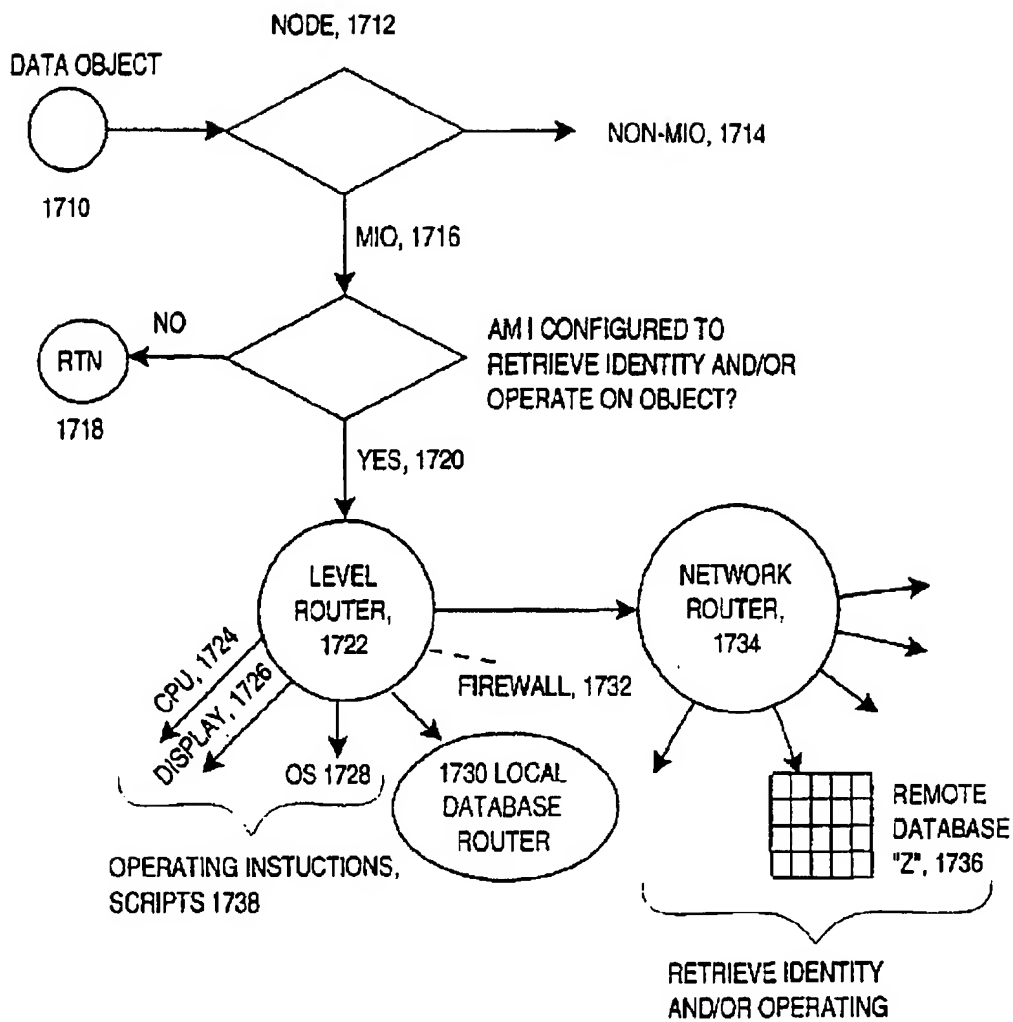 NODE, 1712
DATA OBJECT
NON-MIO, 1714
1710
MIO, 1716
NO
RTN
1718
AM I CONFIGURED TO
RETRIEVE IDENTITY AND/OR
OPERATE ON OBJECT?
YES, 1720
LEVEL
ROUTER,
1722
NETWORK
ROUTER,
1734
CPU, 1724
DISPLAY, 1726
FIREWALL, 1732
OS 1728
1730 LOCAL
DATABASE
ROUTER
REMOTE
DATABASE
"Z", 1736
OPERATING INSTUCTIONS,
SCRIPTS 1738
RETRIEVE IDENTITY
AND/OR OPERATING